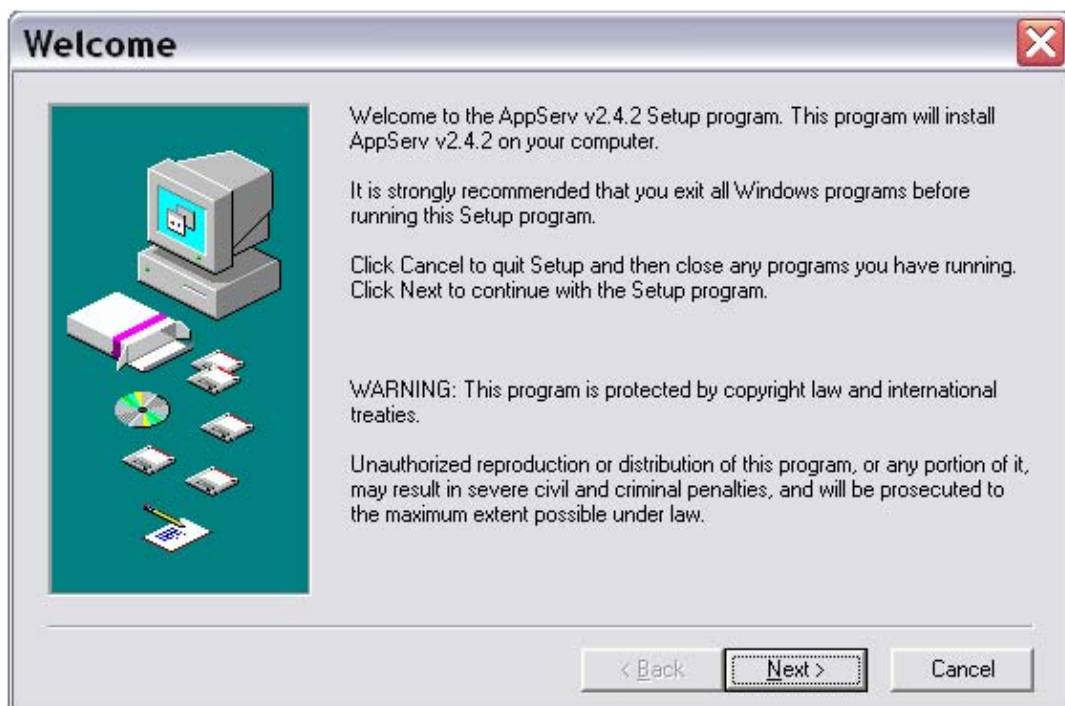 Welcome
Welcome to the AppServ v2.4.2 Setup program. This program will install
AppServ v2.4.2 on your computer.
It is strongly recommended that you exit all Windows programs before
running this Setup program.
Click Cancel to quit Setup and then close any programs you have running.
Click Next to continue with the Setup program.
WARNING: This program is protected by copyright law and international
treaties.
Unauthorized reproduction or distribution of this program, or any portion of it,
may result in severe civil and criminal penalties, and will be prosecuted to
the maximum extent possible under law.
< Back
Next >
Cancel